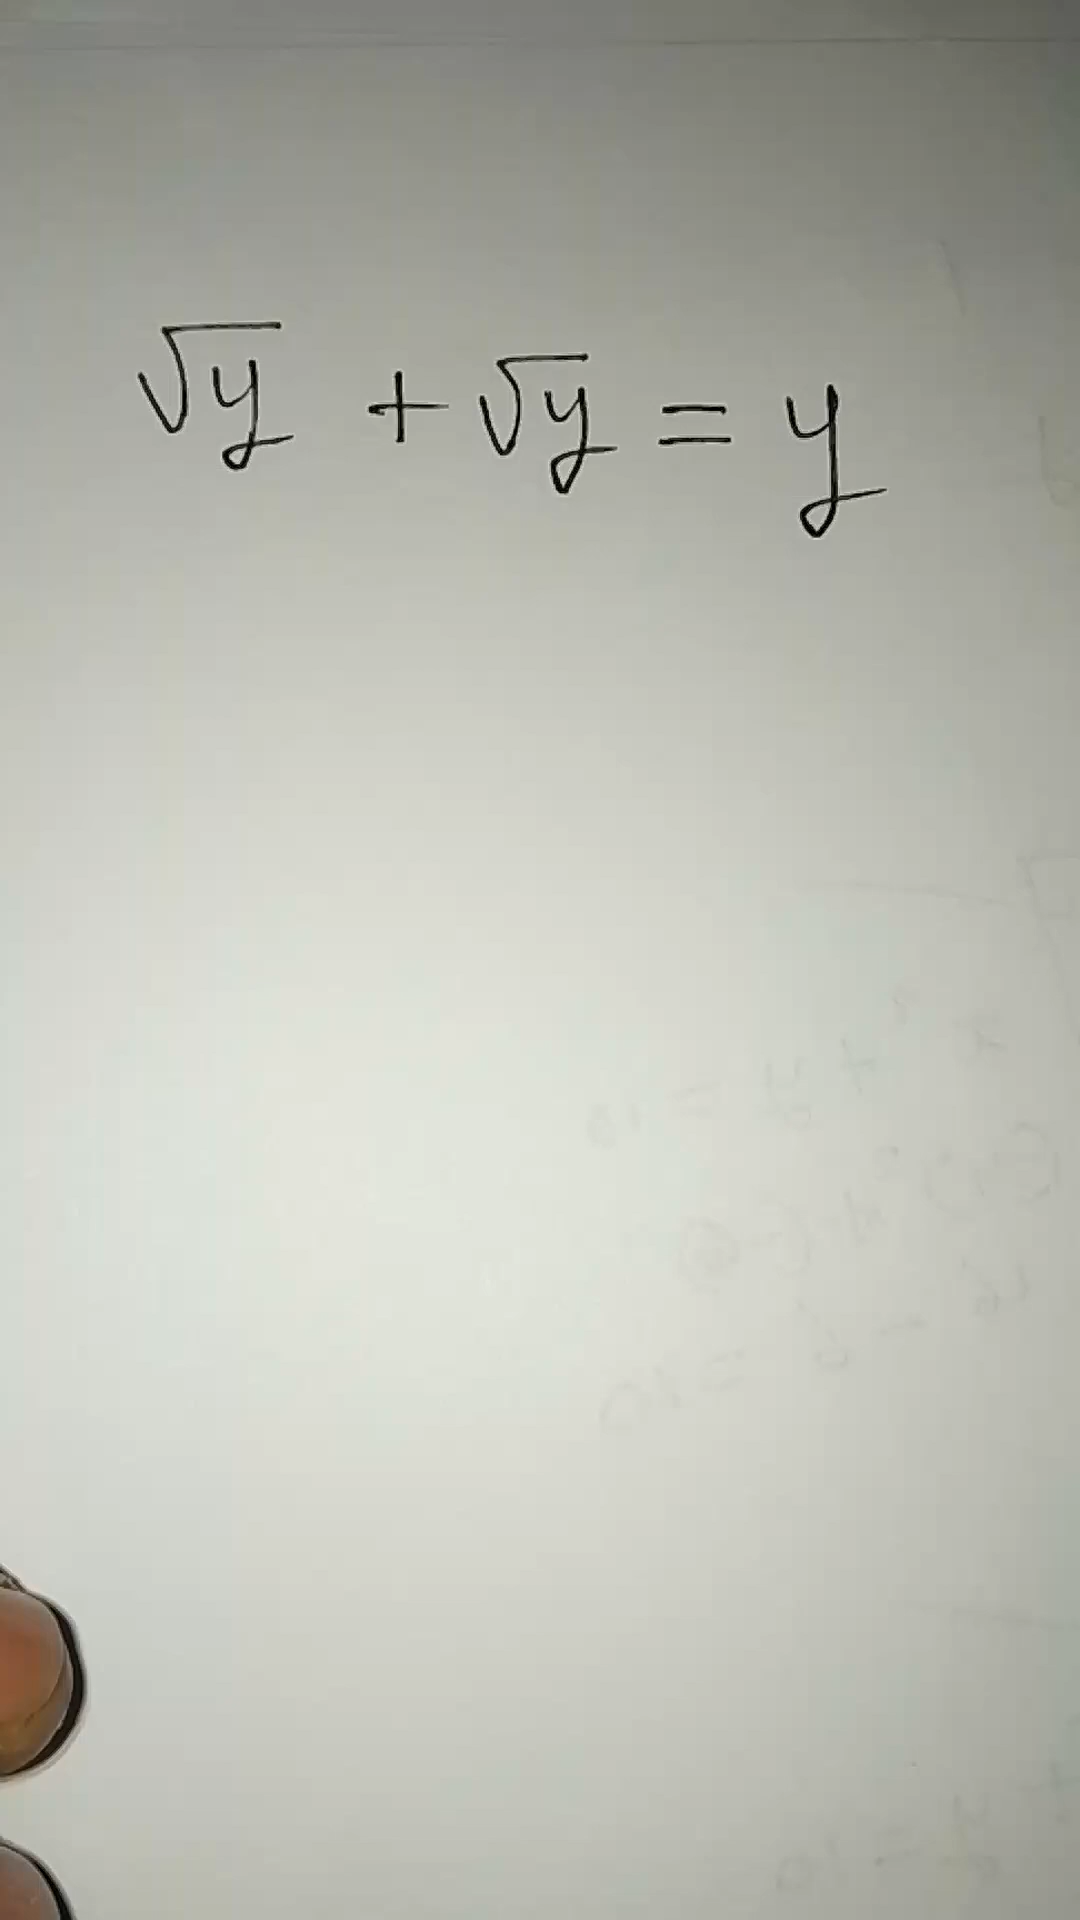 √y + √y = y